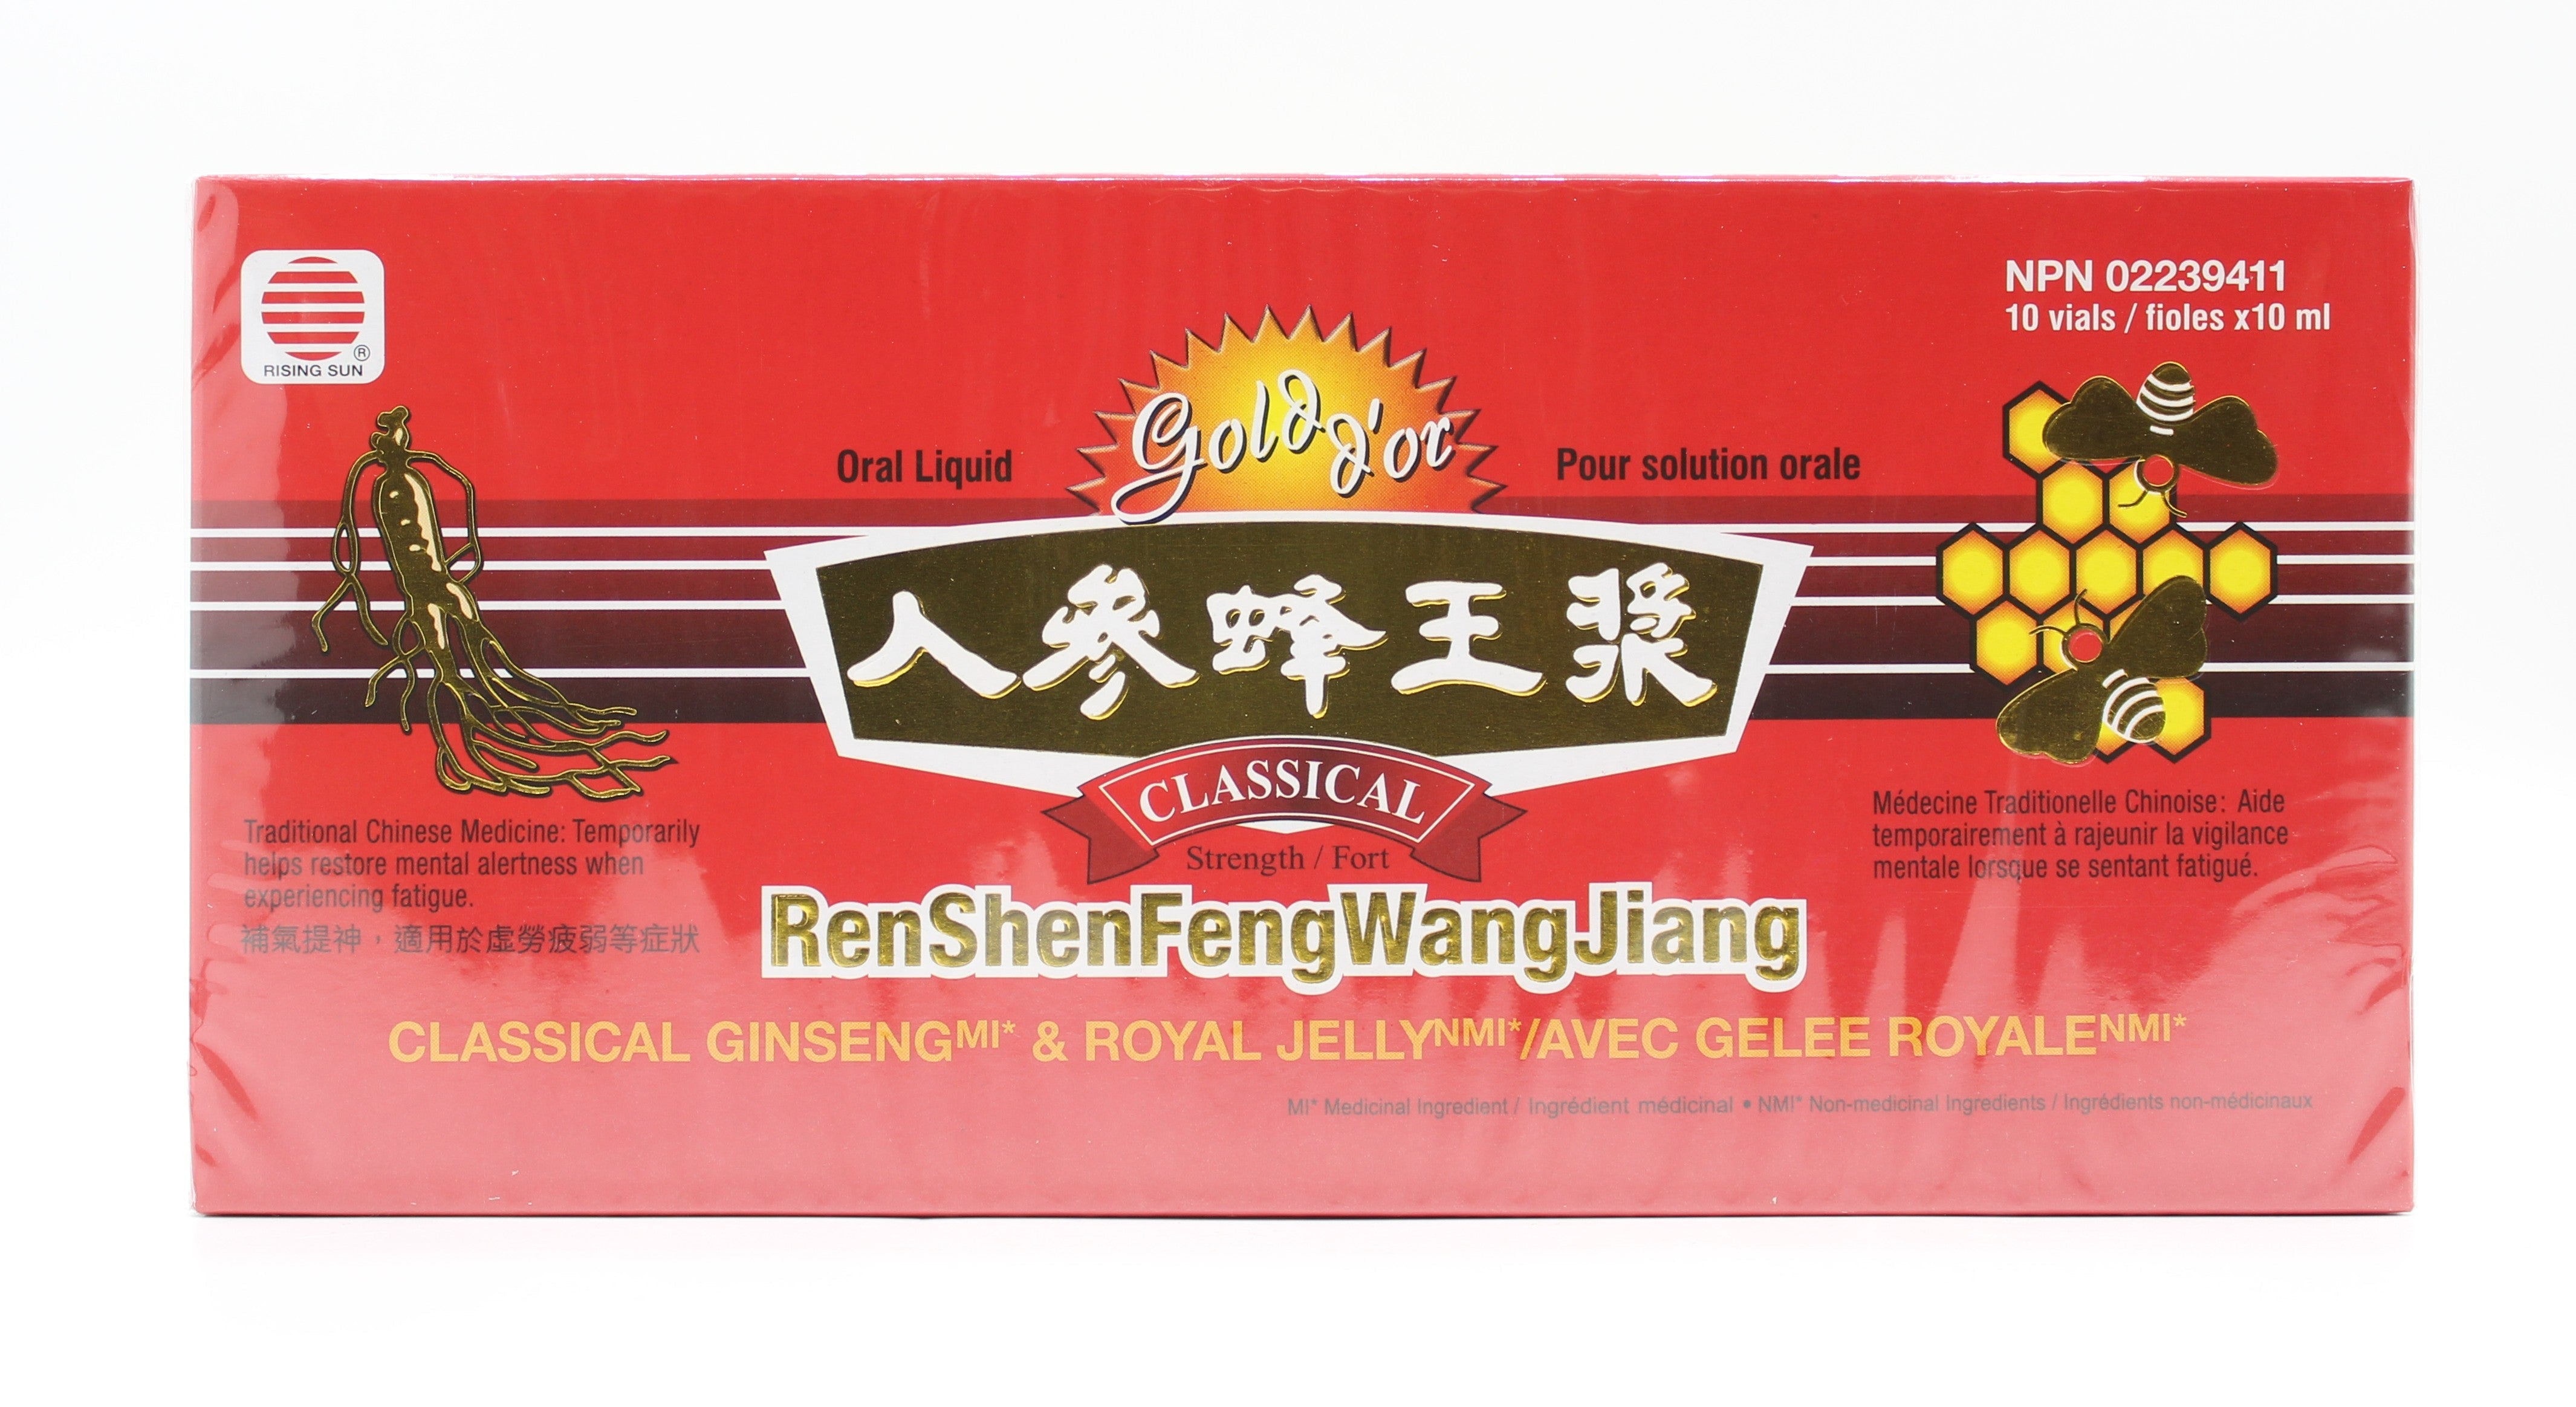 RISING SUN ®
NPN 02239411
10 vials / fioles x10 ml
Gold d'or
Oral Liquid
Pour solution orale
人參蜂王漿
CLASSICAL
Strength / Fort
RenShenFengWangJiang
Traditional Chinese Medicine: Temporarily
helps restore mental alertness when
experiencing fatigue.
補氣提神，適用於虛勞疲弱等症狀
Médecine Traditionelle Chinoise: Aide
temporairement à rajeunir la vigilance
mentale lorsque se sentant fatigué.
CLASSICAL GINSENGMI* & ROYAL JELLYNMI*/AVEC GELEE ROYALENMI*
MI* Medicinal Ingredient / Ingrédient médicinal • NMI* Non-medicinal Ingredients / Ingrédients non-médicinaux